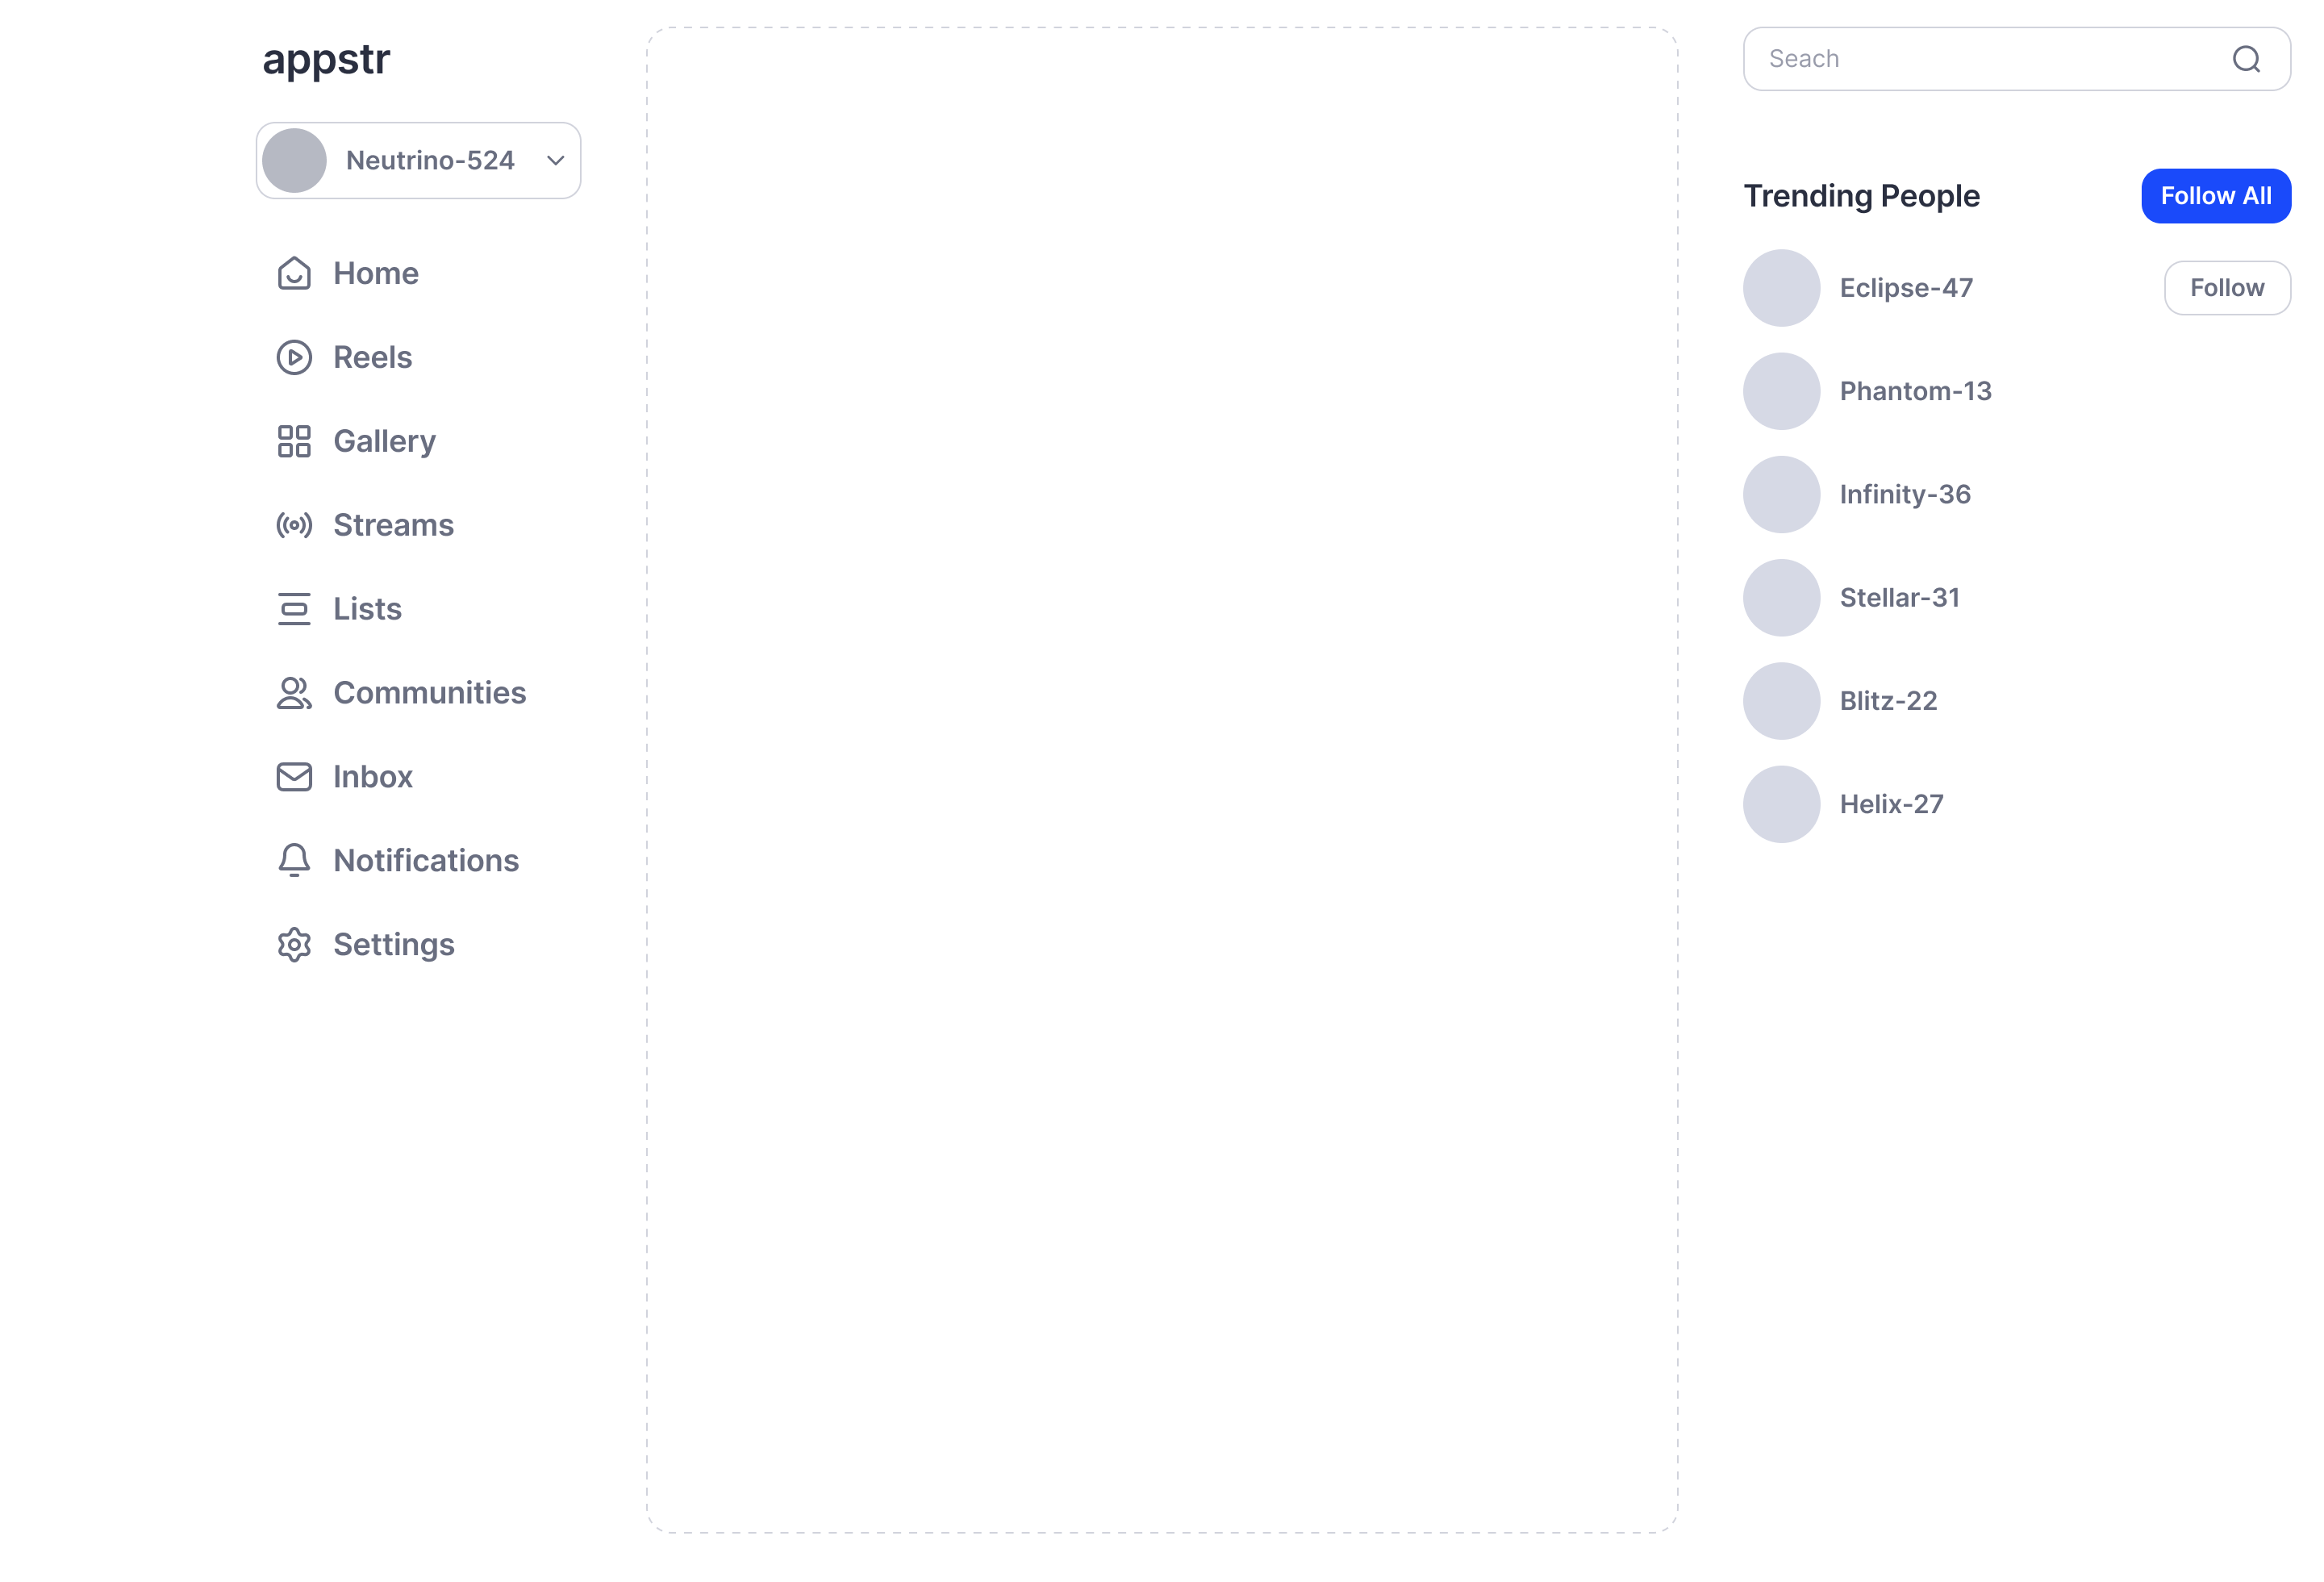 appstr
Neutrino-524
Home
Reels
Gallery
Streams
Lists
Communities
Inbox
Notifications
Settings
Seach
Trending People
Follow All
Eclipse-47
Follow
Phantom-13
Infinity-36
Stellar-31
Blitz-22
Helix-27